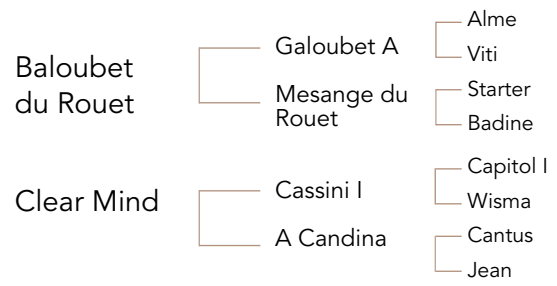 Baloubet
du Rouet
Galoubet A
Alme
Viti
Mesange du
Rouet
Starter
Badine
Clear Mind
Cassini I
Capitol I
Wisma
A Candina
Cantus
Jean